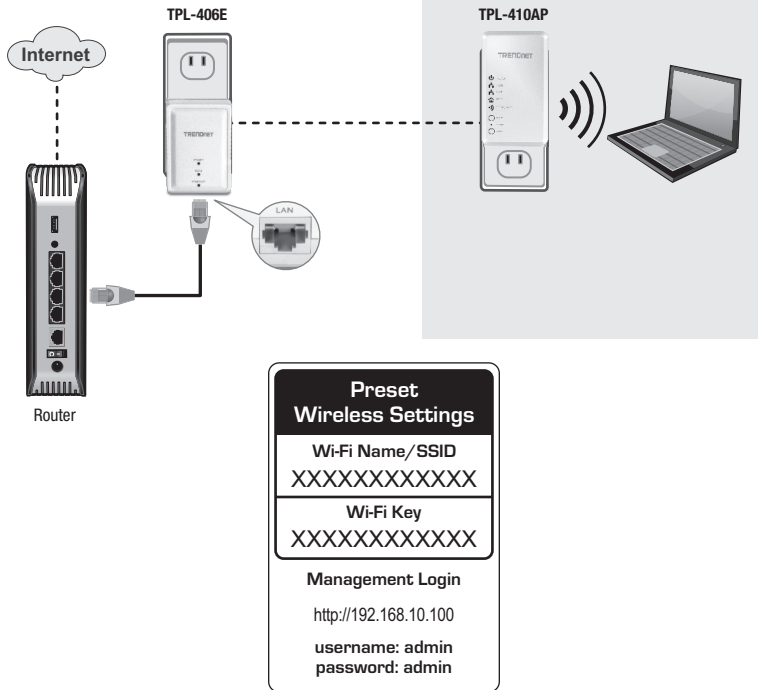 TPL-406E
TPL-410AP
Internet
TRENDNET
TRENDNET
LAN
Router
Preset
Wireless Settings
Wi-Fi Name/SSID
XXXXXXXXXXXX
Wi-Fi Key
XXXXXXXXXXXX
Management Login
http://192.168.10.100
username: admin
password: admin